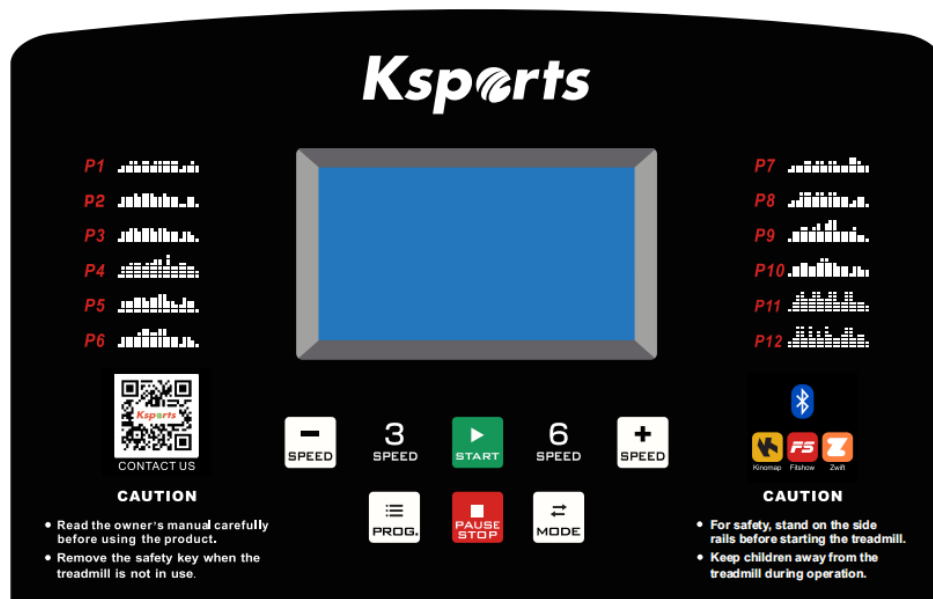 Ksports
P1
P2
P3
P4
P5
P6
P7
P8
P9
P10
P11
P12
Ksports
CONTACT US
SPEED
3
SPEED
START
6
SPEED
+
SPEED
PROG.
PAUSE
STOP
MODE
Kinomap Fitshow Zwift
CAUTION
• Read the owner's manual carefully
before using the product.
• Remove the safety key when the
treadmill is not in use.
CAUTION
• For safety, stand on the side
rails before starting the treadmill.
• Keep children away from the
treadmill during operation.